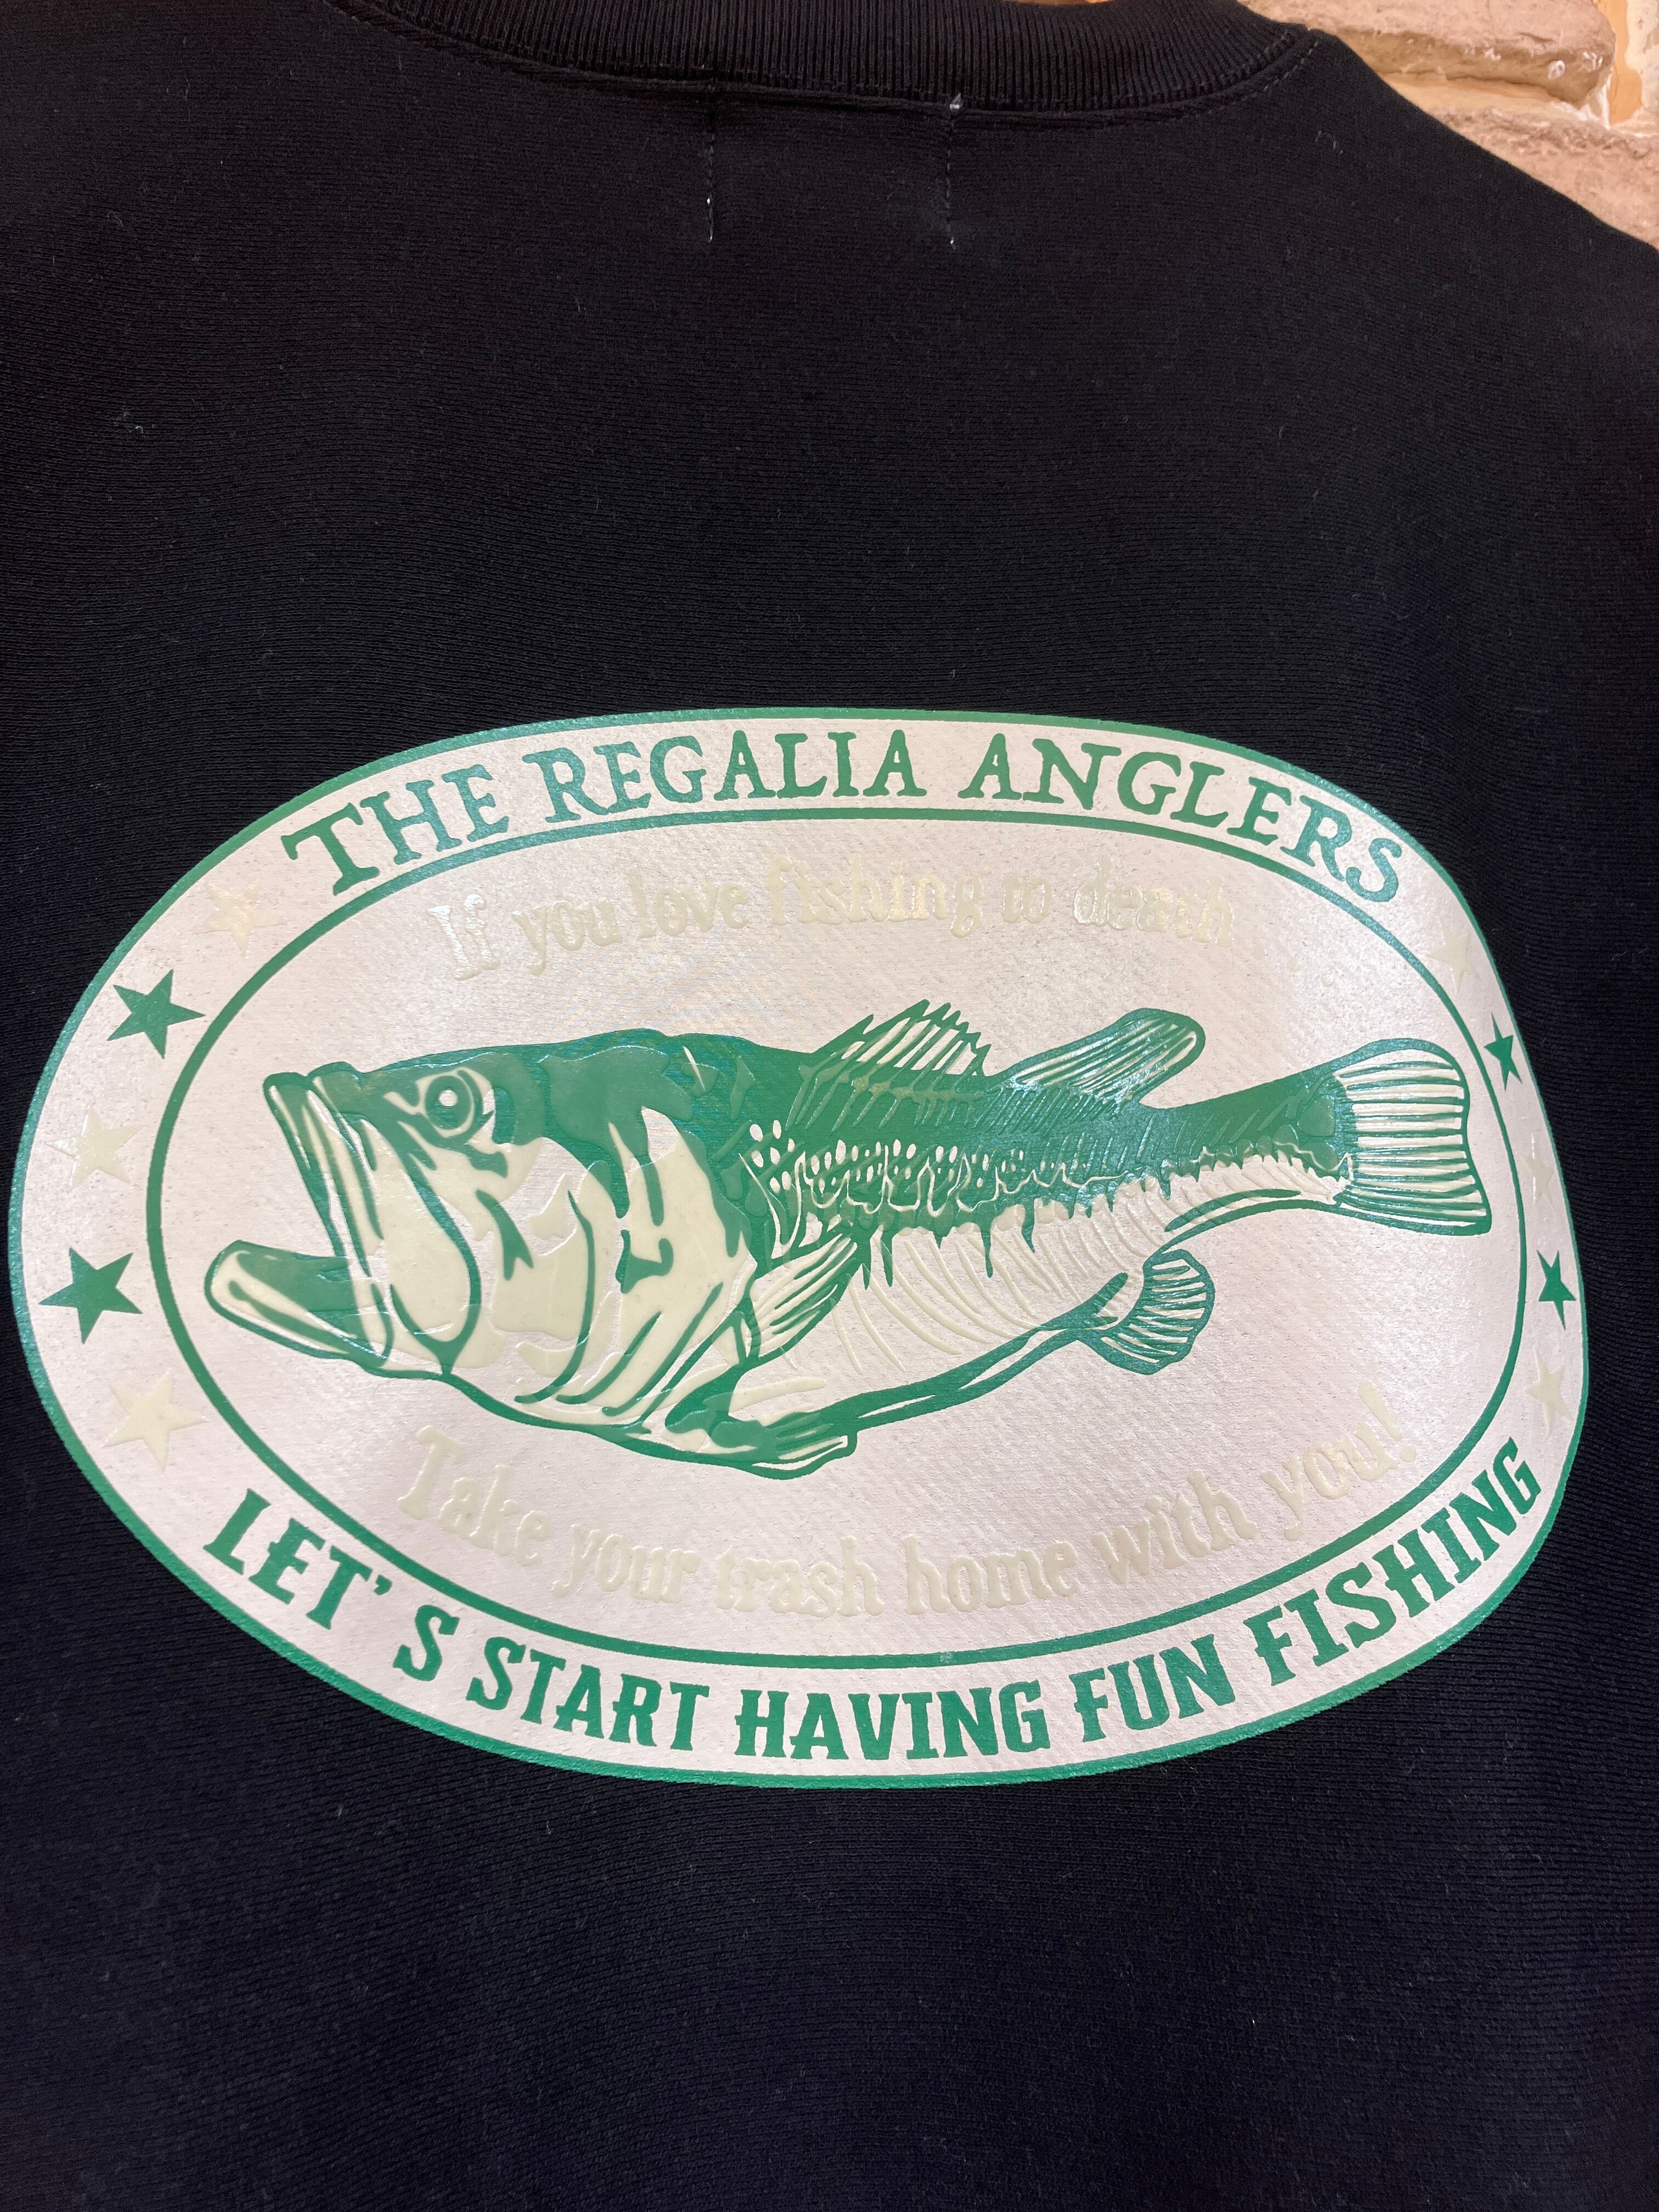 THE REGALIA ANGLERS
If you love fishing to death...
Take your trash home with you!
LET'S START HAVING FUN FISHING